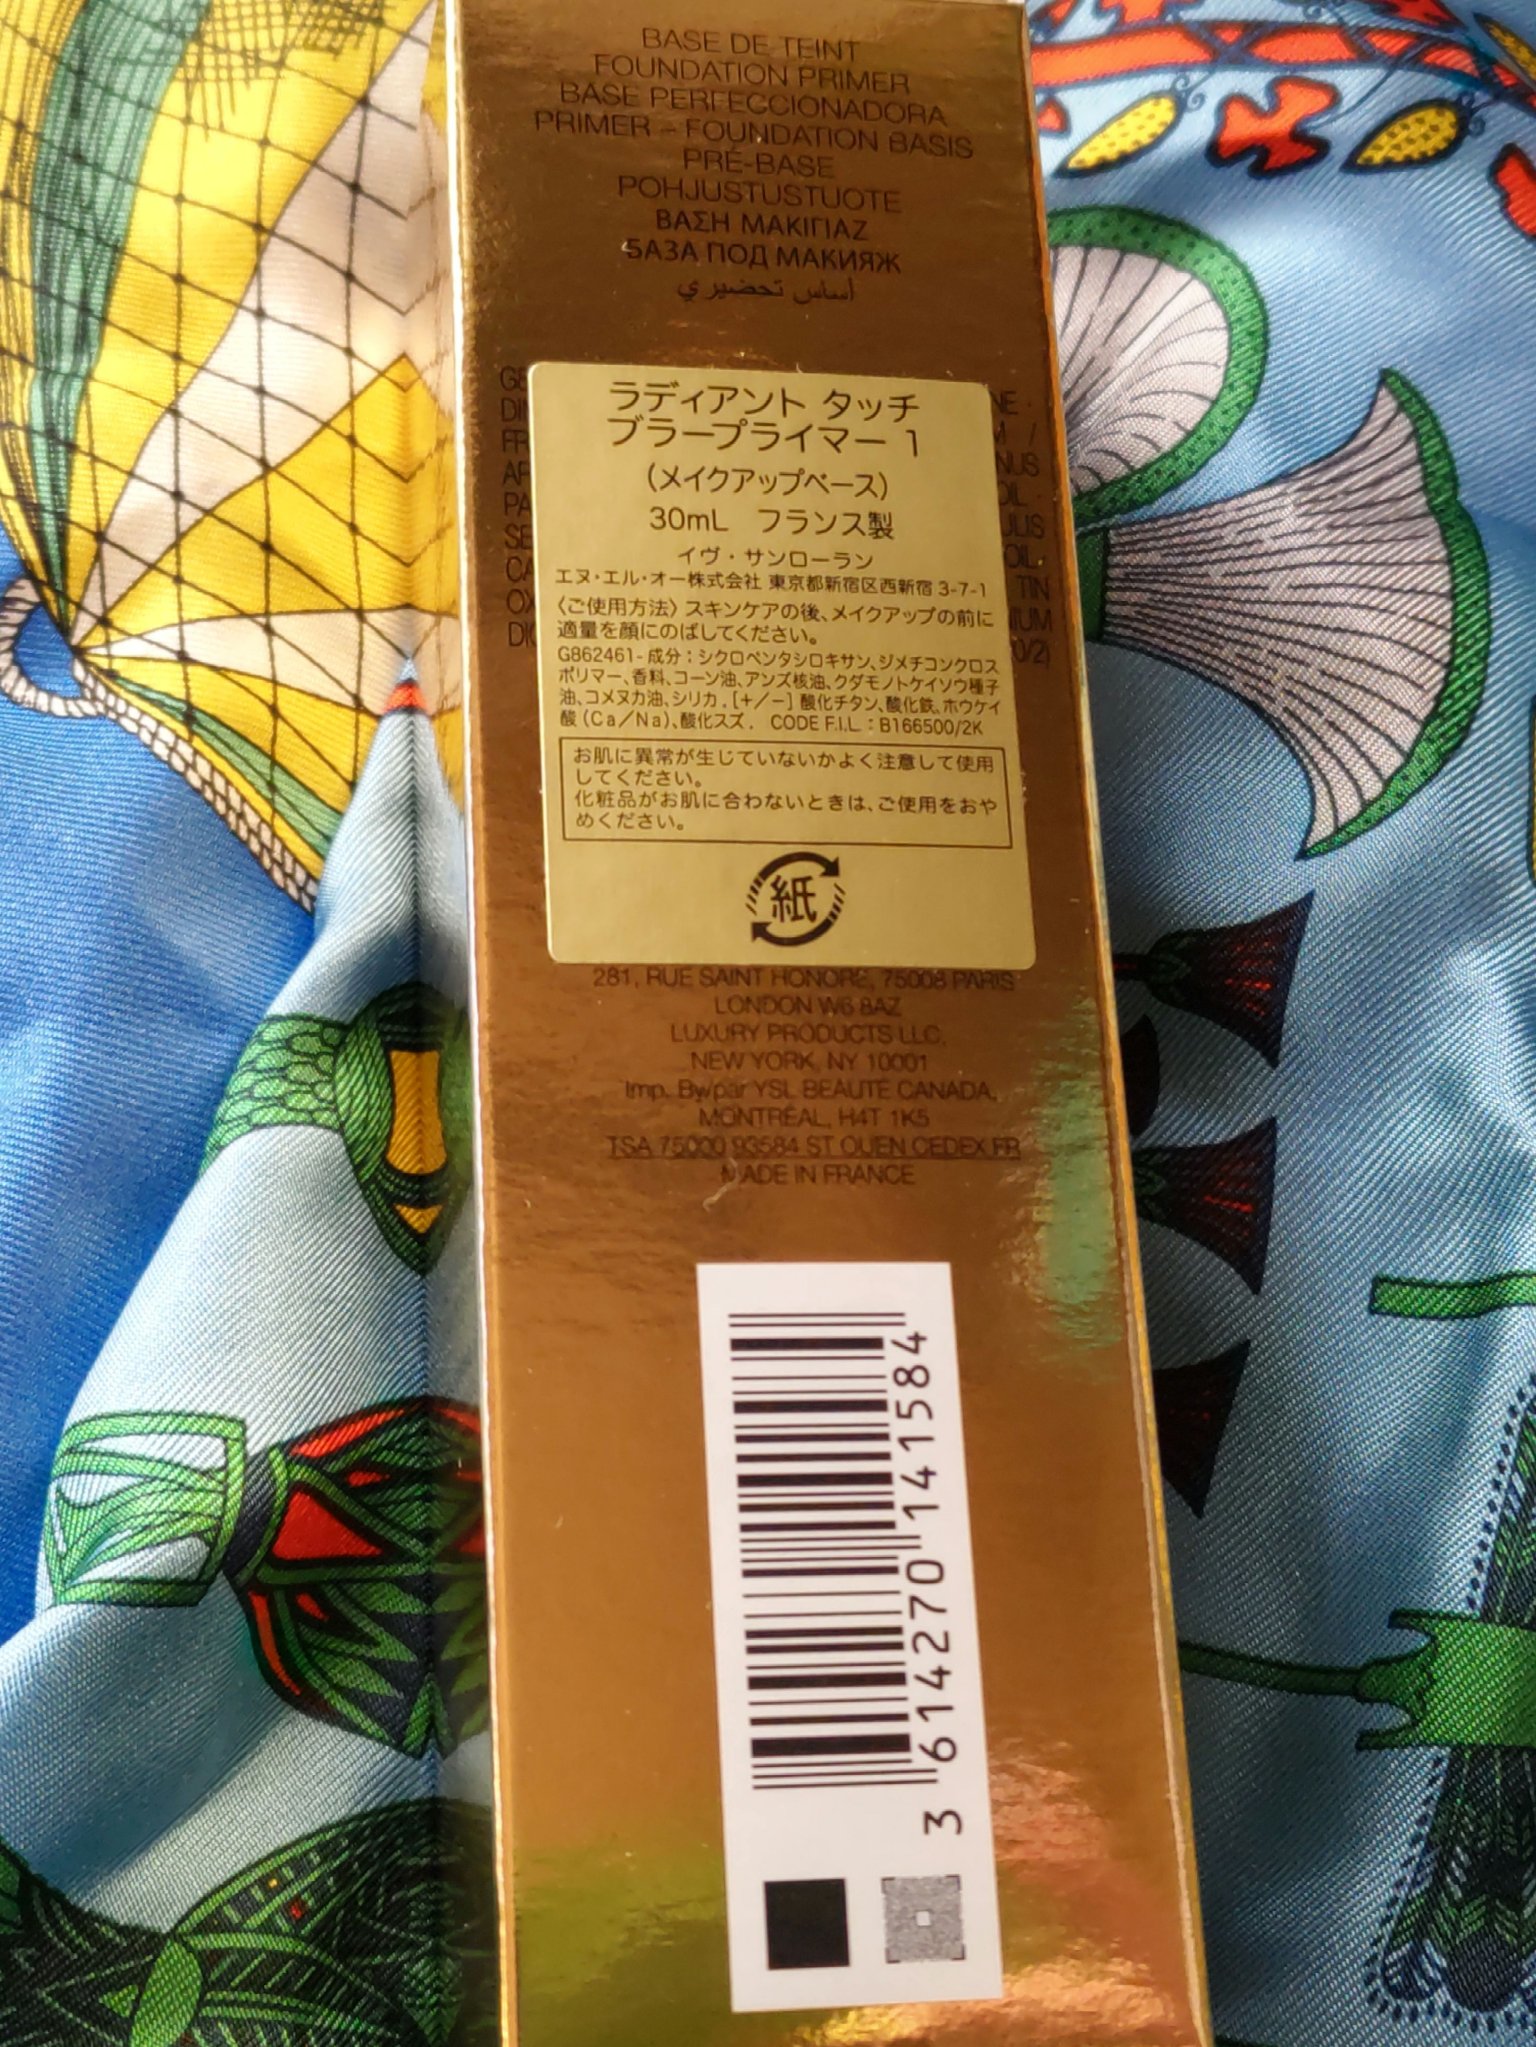 BASE DE TEINT
FOUNDATION PRIMER
BASE PERFECCIONADORA
PRIMER – FOUNDATION BASIS
PRÉ-BASE
POHJUSTUSTUOTE
ΒΑΣΗ ΜΑΚΙΓΙΑΖ
БАЗА ПОД МАКИЯЖ
أساس تحضيري
ラディアント タッチ
ブラープライマー 1
(メイクアップベース)
30mL フランス製
イヴ・サンローラン
エヌ・エル・オー株式会社 東京都新宿区西新宿 3-7-1
〈ご使用方法〉スキンケアの後、メイクアップの前に
適量を顔にのばしてください。
G862461-成分：シクロペンタシロキサン、ジメチコンクロス
ポリマー、香料、コーン油、アンズ核油、クダモノトケイソウ種子
油、コメヌカ油、シリカ、[+/−] 酸化チタン、酸化鉄、ホウケイ
酸(Ca/Na)、酸化スズ. CODE F.I.L : B166500/2K
お肌に異常が生じていないかよく注意して使用
してください。
化粧品がお肌に合わないときは、ご使用をおや
めください。
紙
281, RUE SAINT HONORÉ, 75008 PARIS
LONDON W6 8AZ
LUXURY PRODUCTS LLC,
NEW YORK, NY 10001
Imp. By/par YSL BEAUTÉ CANADA,
MONTRÉAL, H4T 1K5
TSA 75000 93584 ST OUEN CEDEX FR
MADE IN FRANCE
3 614270 141584